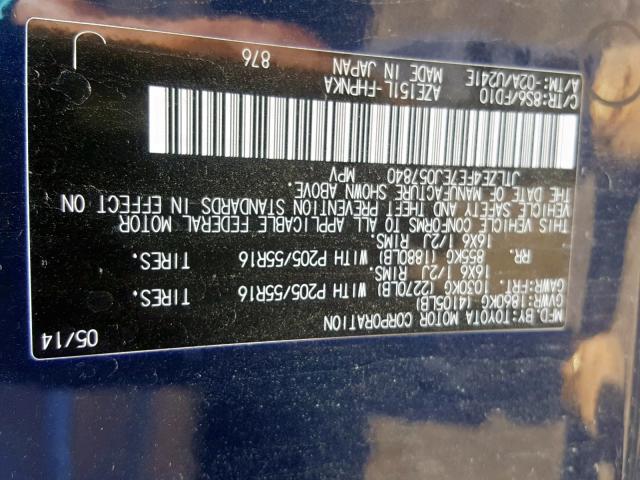 MFD. BY: TOYOTA MOTOR CORPORATION 05/14
GVWR: 1860KG (4105LB)
GAWR: FRT. 1030KG (2270LB) WITH P205/55R16 TIRES.
16X6 1/2J RIMS.
RR. 855KG (1880LB) WITH P205/55R16 TIRES.
16X6 1/2J RIMS.
THIS VEHICLE CONFORMS TO ALL APPLICABLE FEDERAL MOTOR
VEHICLE SAFETY AND THEFT PREVENTION STANDARDS IN EFFECT ON
THE DATE OF MANUFACTURE SHOWN ABOVE.
JTLZE4FE7EJ057840 MPV
C/TR: 8S6/FD10 AZE151L-FHPNKA 876
A/TM: -02A/U241E MADE IN JAPAN